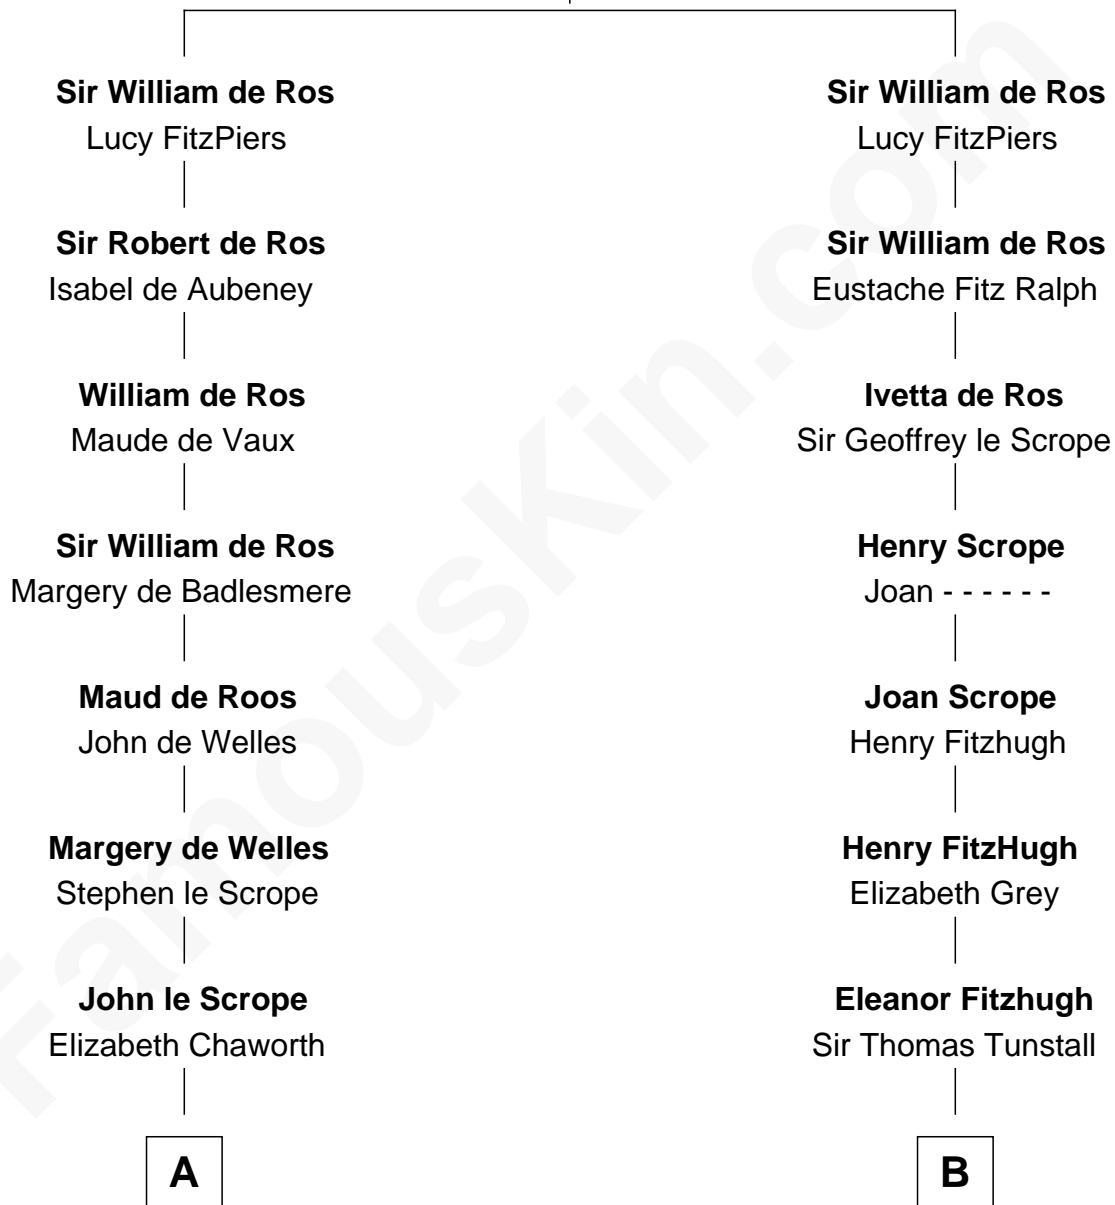 Sir William de Ros
Lucy FitzPiers
Sir Robert de Ros
Isabel de Aubeney
William de Ros
Maude de Vaux
Sir William de Ros
Margery de Badlesmere
Maud de Roos
John de Welles
Margery de Welles
Stephen le Scrope
John le Scrope
Elizabeth Chaworth
A
Sir William de Ros
Lucy FitzPiers
Sir William de Ros
Eustache Fitz Ralph
Ivetta de Ros
Sir Geoffrey le Scrope
Henry Scrope
Joan - - - - - -
Joan Scrope
Henry Fitzhugh
Henry FitzHugh
Elizabeth Grey
Eleanor Fitzhugh
Sir Thomas Tunstall
B
FamousKin.com